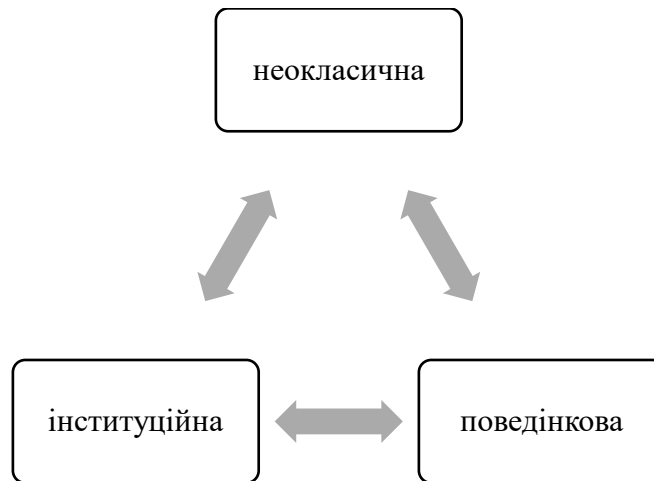 неокласична
інституційна
поведінкова